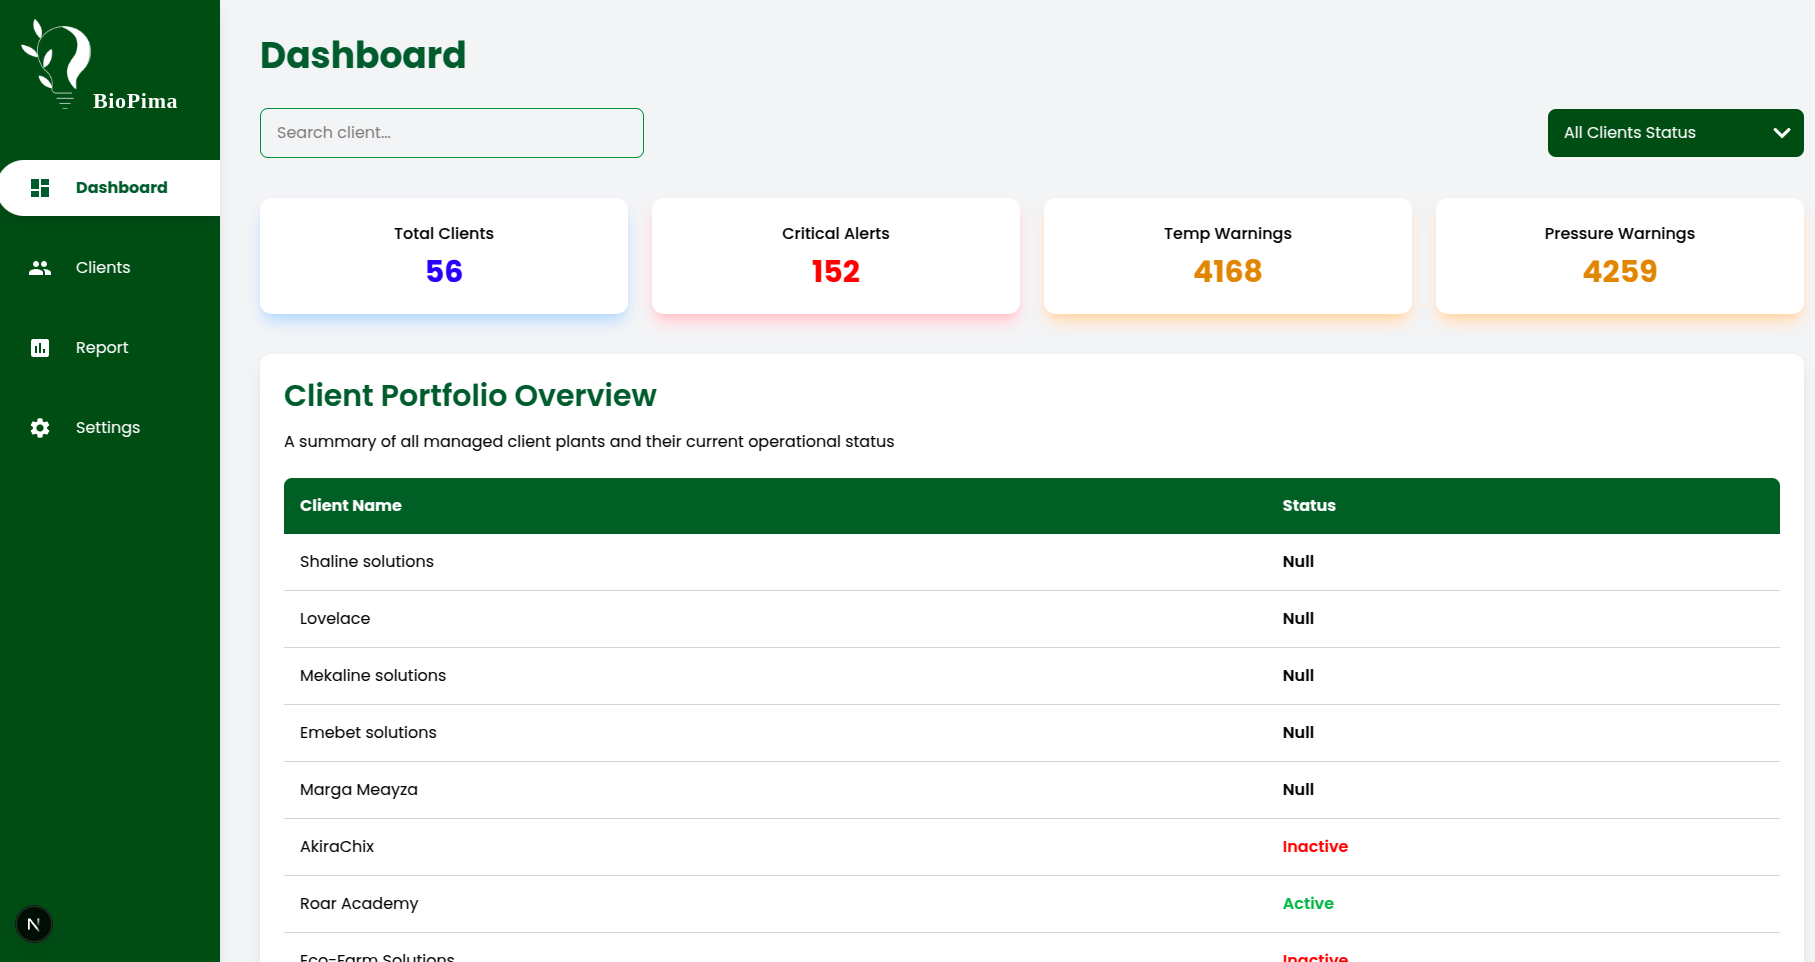 BioPima
Dashboard
Clients
Report
Settings
N
Dashboard
Search client...
All Clients Status
Total Clients
56
Critical Alerts
152
Temp Warnings
4168
Pressure Warnings
4259
Client Portfolio Overview
A summary of all managed client plants and their current operational status
Client Name Status
Shaline solutions Null
Lovelace Null
Mekaline solutions Null
Emebet solutions Null
Marga Meayza Null
AkiraChix Inactive
Roar Academy Active
Eco-Farm Solutions Inactive